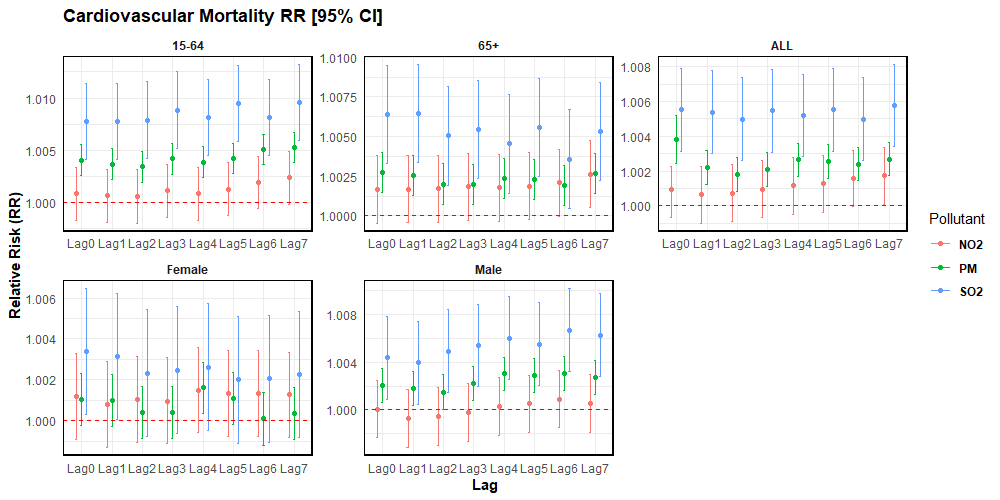 Cardiovascular Mortality RR [95% CI]
15-64
65+
ALL
1.010
1.005
1.000
1.0100
1.0075
1.0050
1.0025
1.0000
1.008
1.006
1.004
1.002
1.000
Lag0 Lag1 Lag2 Lag3 Lag4 Lag5 Lag6 Lag7
Lag0 Lag1 Lag2 Lag3 Lag4 Lag5 Lag6 Lag7
Lag0 Lag1 Lag2 Lag3 Lag4 Lag5 Lag6 Lag7
Female
Male
1.006
1.004
1.002
1.000
1.008
1.004
1.000
Lag0 Lag1 Lag2 Lag3 Lag4 Lag5 Lag6 Lag7
Lag0 Lag1 Lag2 Lag3 Lag4 Lag5 Lag6 Lag7
Relative Risk (RR)
Lag
Pollutant
NO2
PM
SO2